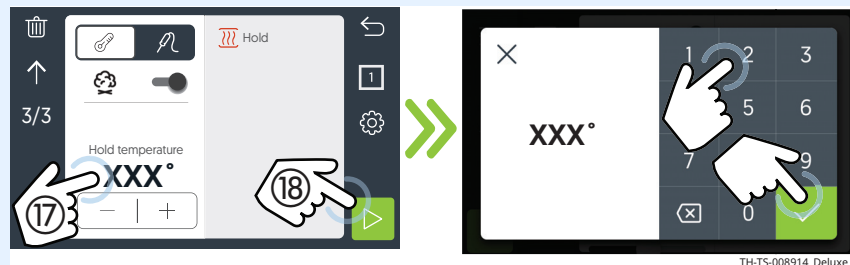 Hold
1
3/3
Hold temperature
XXX°
17
18
− +
XXX°
1 2 3
5 6
7 9
0
TH-TS-008914_Deluxe